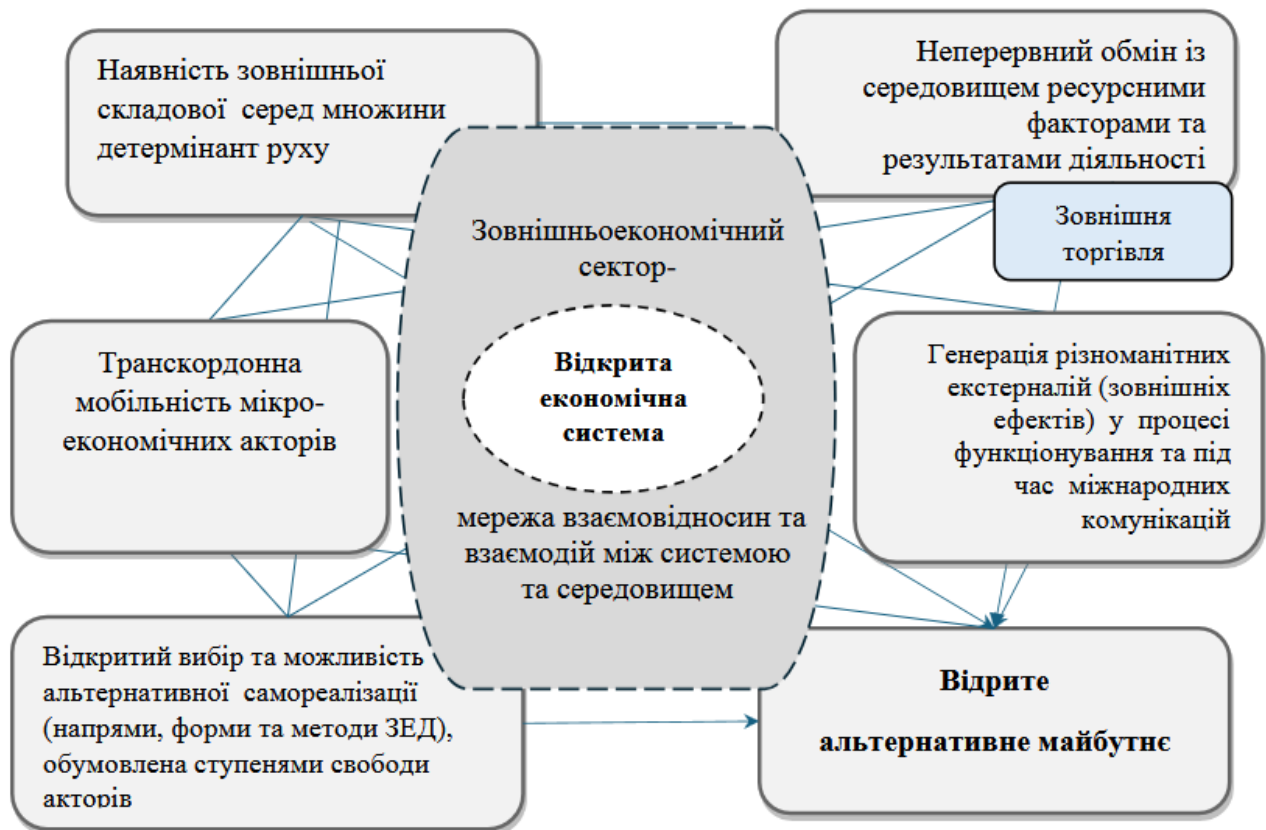 Наявність зовнішньої
складової серед множини
детермінант руху
Неперервний обмін із
середовищем ресурсними
факторами та
результатами діяльності
Зовнішня
торгівля
Зовнішньоекономічний
сектор-
Відкрита
економічна
система
мережа взаємовідносин та
взаємодій між системою
та середовищем
Транскордонна
мобільність мікро-
економічних акторів
Генерація різноманітних
екстерналій (зовнішніх
ефектів) у процесі
функціонування та під
час міжнародних
комунікацій
Відкритий вибір та можливість
альтернативної самореалізації
(напрями, форми та методи ЗЕД),
обумовлена ступенями свободи
акторів
Відрите
альтернативне майбутнє